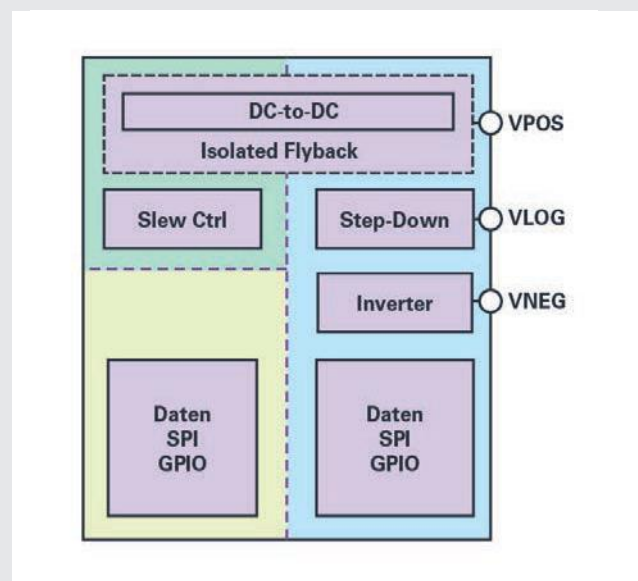 DC-to-DC
Isolated Flyback
VPOS
Slew Ctrl
Step-Down
VLOG
Inverter
VNEG
Daten
SPI
GPIO
Daten
SPI
GPIO